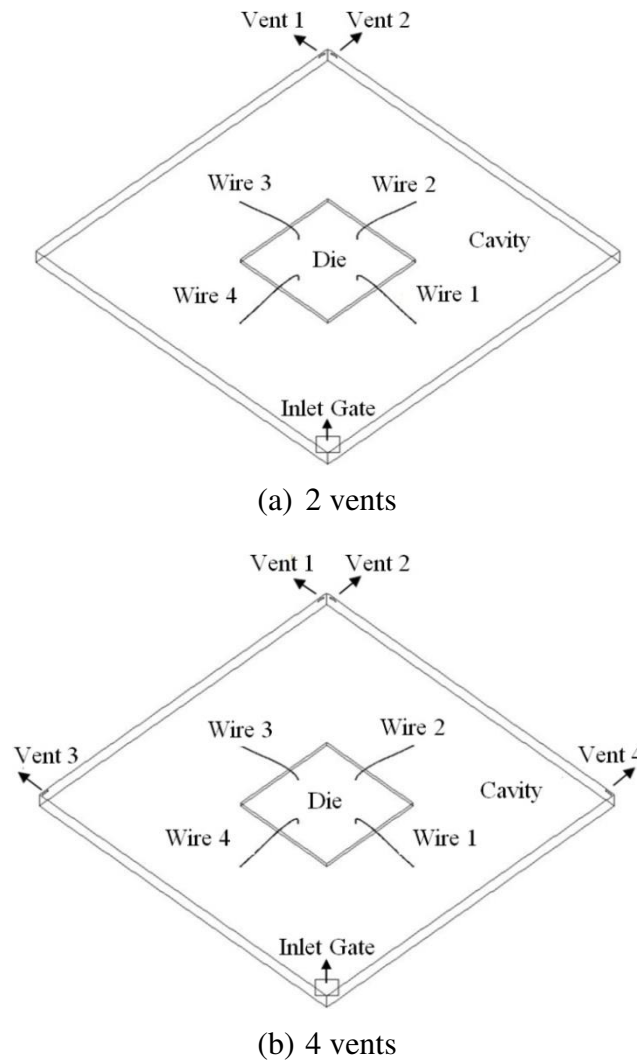 Vent 1 Vent 2
Wire 3 Wire 2
Cavity
Die
Wire 4 Wire 1
Inlet Gate
(a) 2 vents
Vent 1 Vent 2
Wire 3 Wire 2
Vent 3 Vent 4
Cavity
Die
Wire 4 Wire 1
Inlet Gate
(b) 4 vents